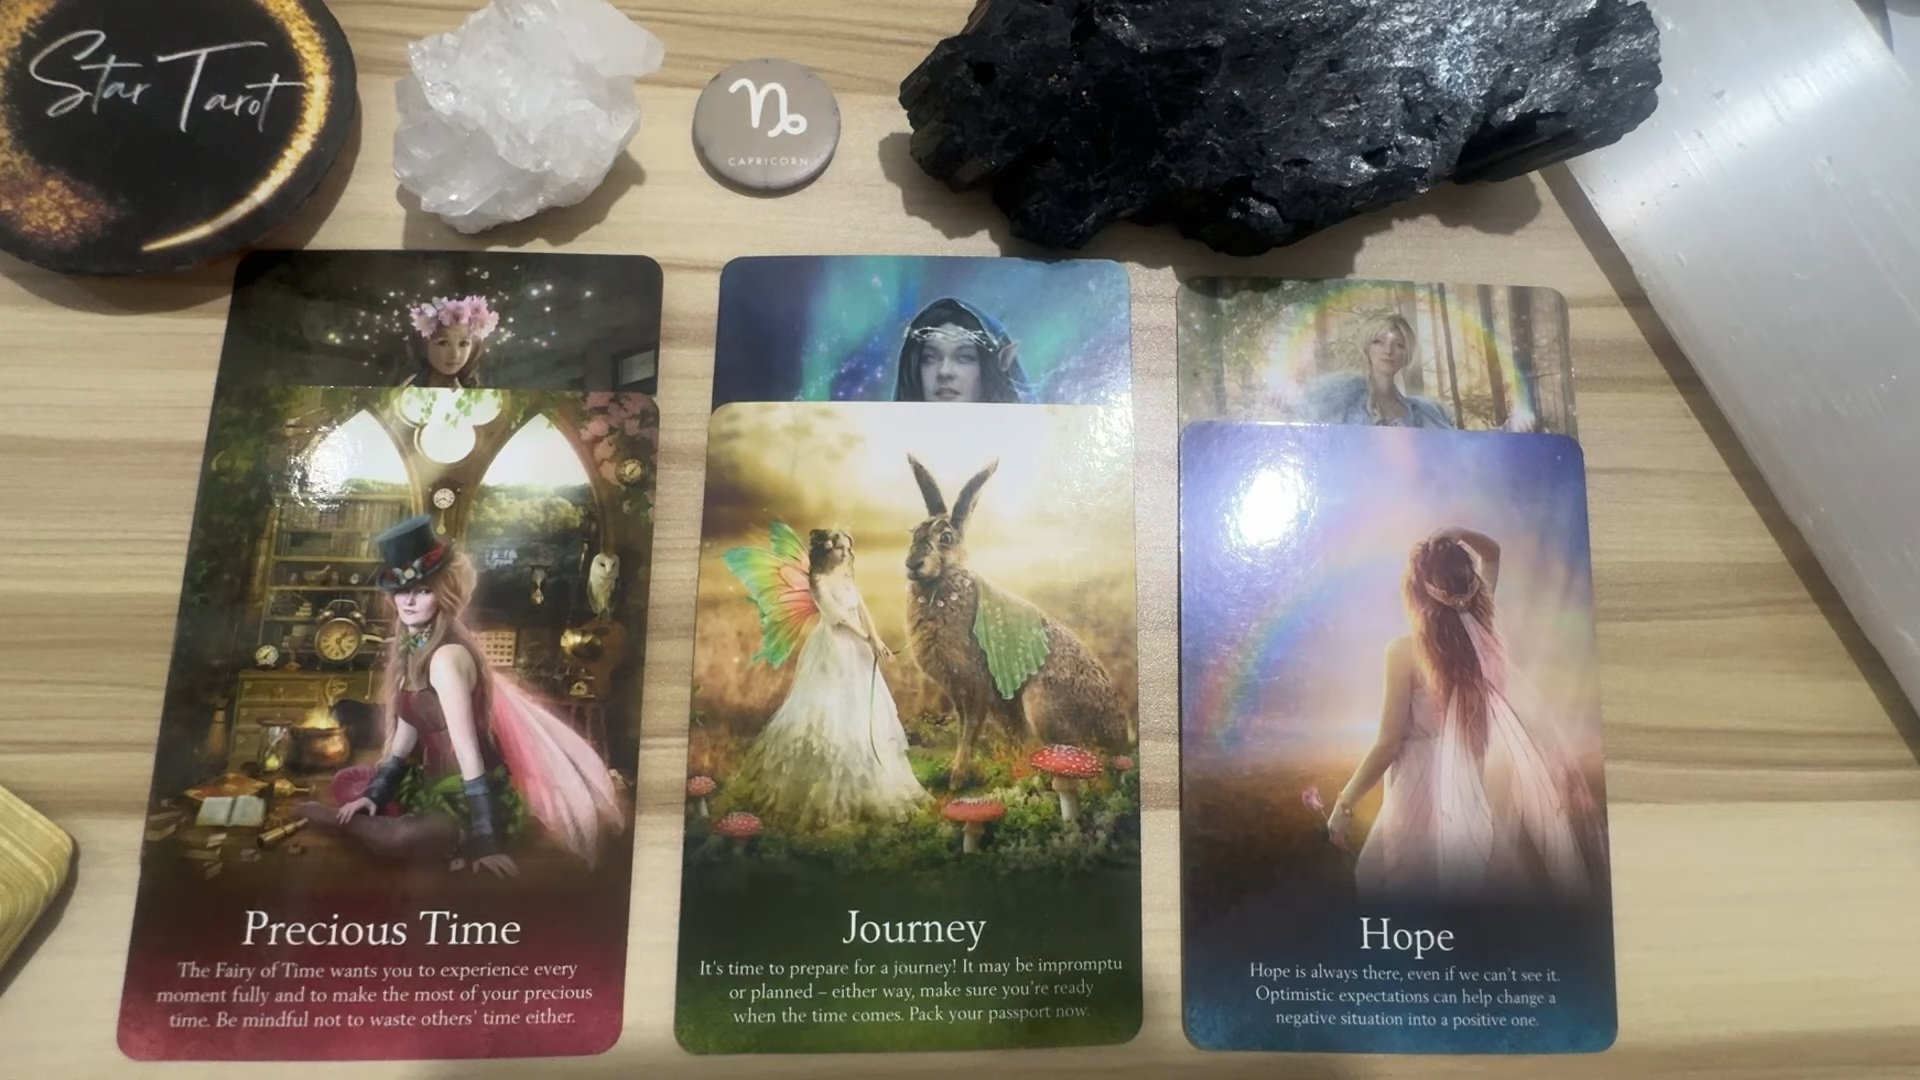 Star Tarot
CAPRICORN
Precious Time
The Fairy of Time wants you to experience every
moment fully and to make the most of your precious
time. Be mindful not to waste others' time either.
Journey
It's time to prepare for a journey! It may be impromptu
or planned – either way, make sure you're ready
when the time comes. Pack your passport now.
Hope
Hope is always there, even if we can't see it.
Optimistic expectations can help change a
negative situation into a positive one.